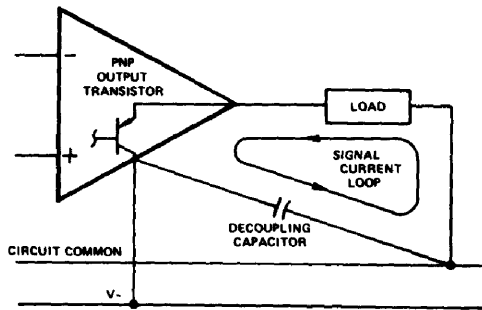 −
+
PNP
OUTPUT
TRANSISTOR
LOAD
SIGNAL
CURRENT
LOOP
DECOUPLING
CAPACITOR
CIRCUIT COMMON
V-